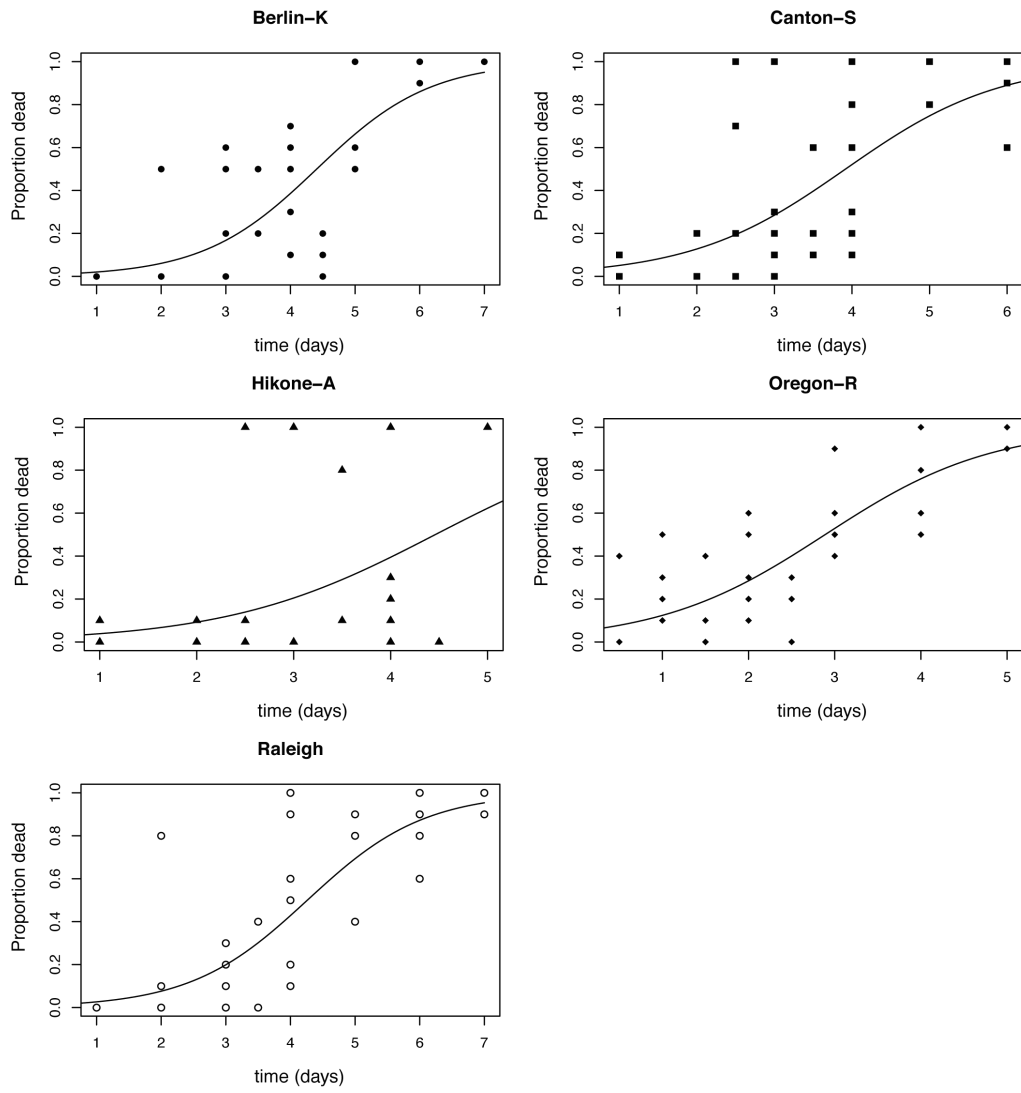 Berlin–K
Proportion dead
0.0 0.2 0.4 0.6 0.8 1.0
1 2 3 4 5 6 7
time (days)
Canton–S
Proportion dead
0.0 0.2 0.4 0.6 0.8 1.0
1 2 3 4 5 6
time (days)
Hikone–A
Proportion dead
0.0 0.2 0.4 0.6 0.8 1.0
1 2 3 4 5
time (days)
Oregon–R
Proportion dead
0.0 0.2 0.4 0.6 0.8 1.0
1 2 3 4 5
time (days)
Raleigh
Proportion dead
0.0 0.2 0.4 0.6 0.8 1.0
1 2 3 4 5 6 7
time (days)